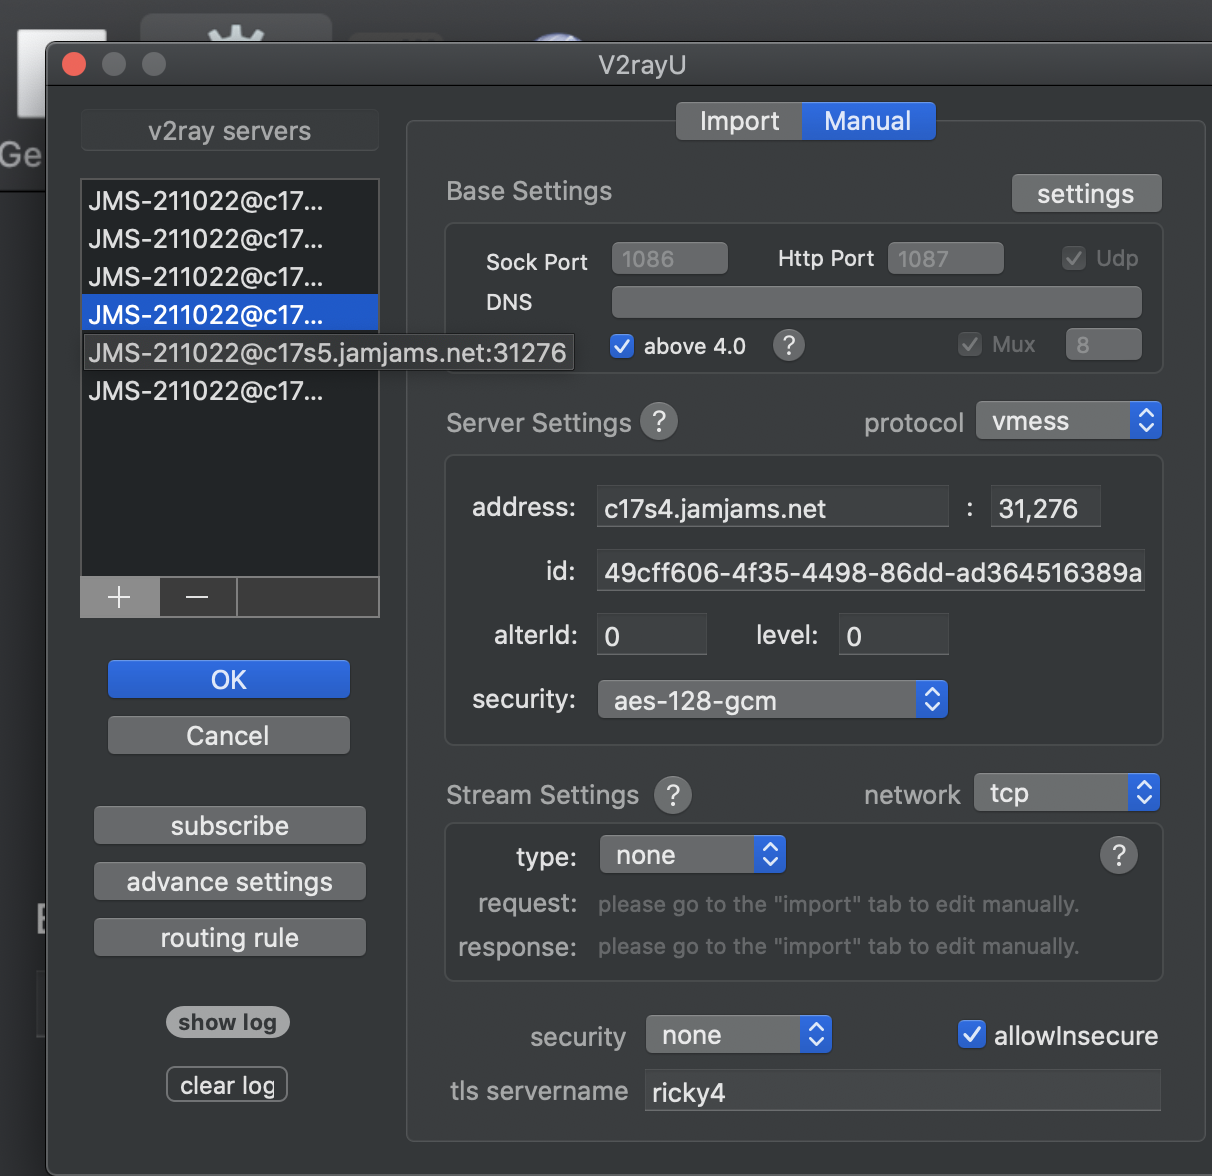 V2rayU
Ge
v2ray servers
Import
Manual
JMS-211022@c17...
JMS-211022@c17...
JMS-211022@c17...
JMS-211022@c17...
JMS-211022@c17s5.jamjams.net:31276
JMS-211022@c17...
+
—
OK
Cancel
subscribe
advance settings
routing rule
show log
clear log
Base Settings
settings
Sock Port
1086
Http Port
1087
Udp
DNS
above 4.0
?
Mux
8
Server Settings
?
protocol
vmess
address:
c17s4.jamjams.net
:
31,276
id:
49cff606-4f35-4498-86dd-ad364516389a
alterId:
0
level:
0
security:
aes-128-gcm
Stream Settings
?
network
tcp
type:
none
?
request:
please go to the "import" tab to edit manually.
response:
please go to the "import" tab to edit manually.
security
none
allowInsecure
tls servername
ricky4